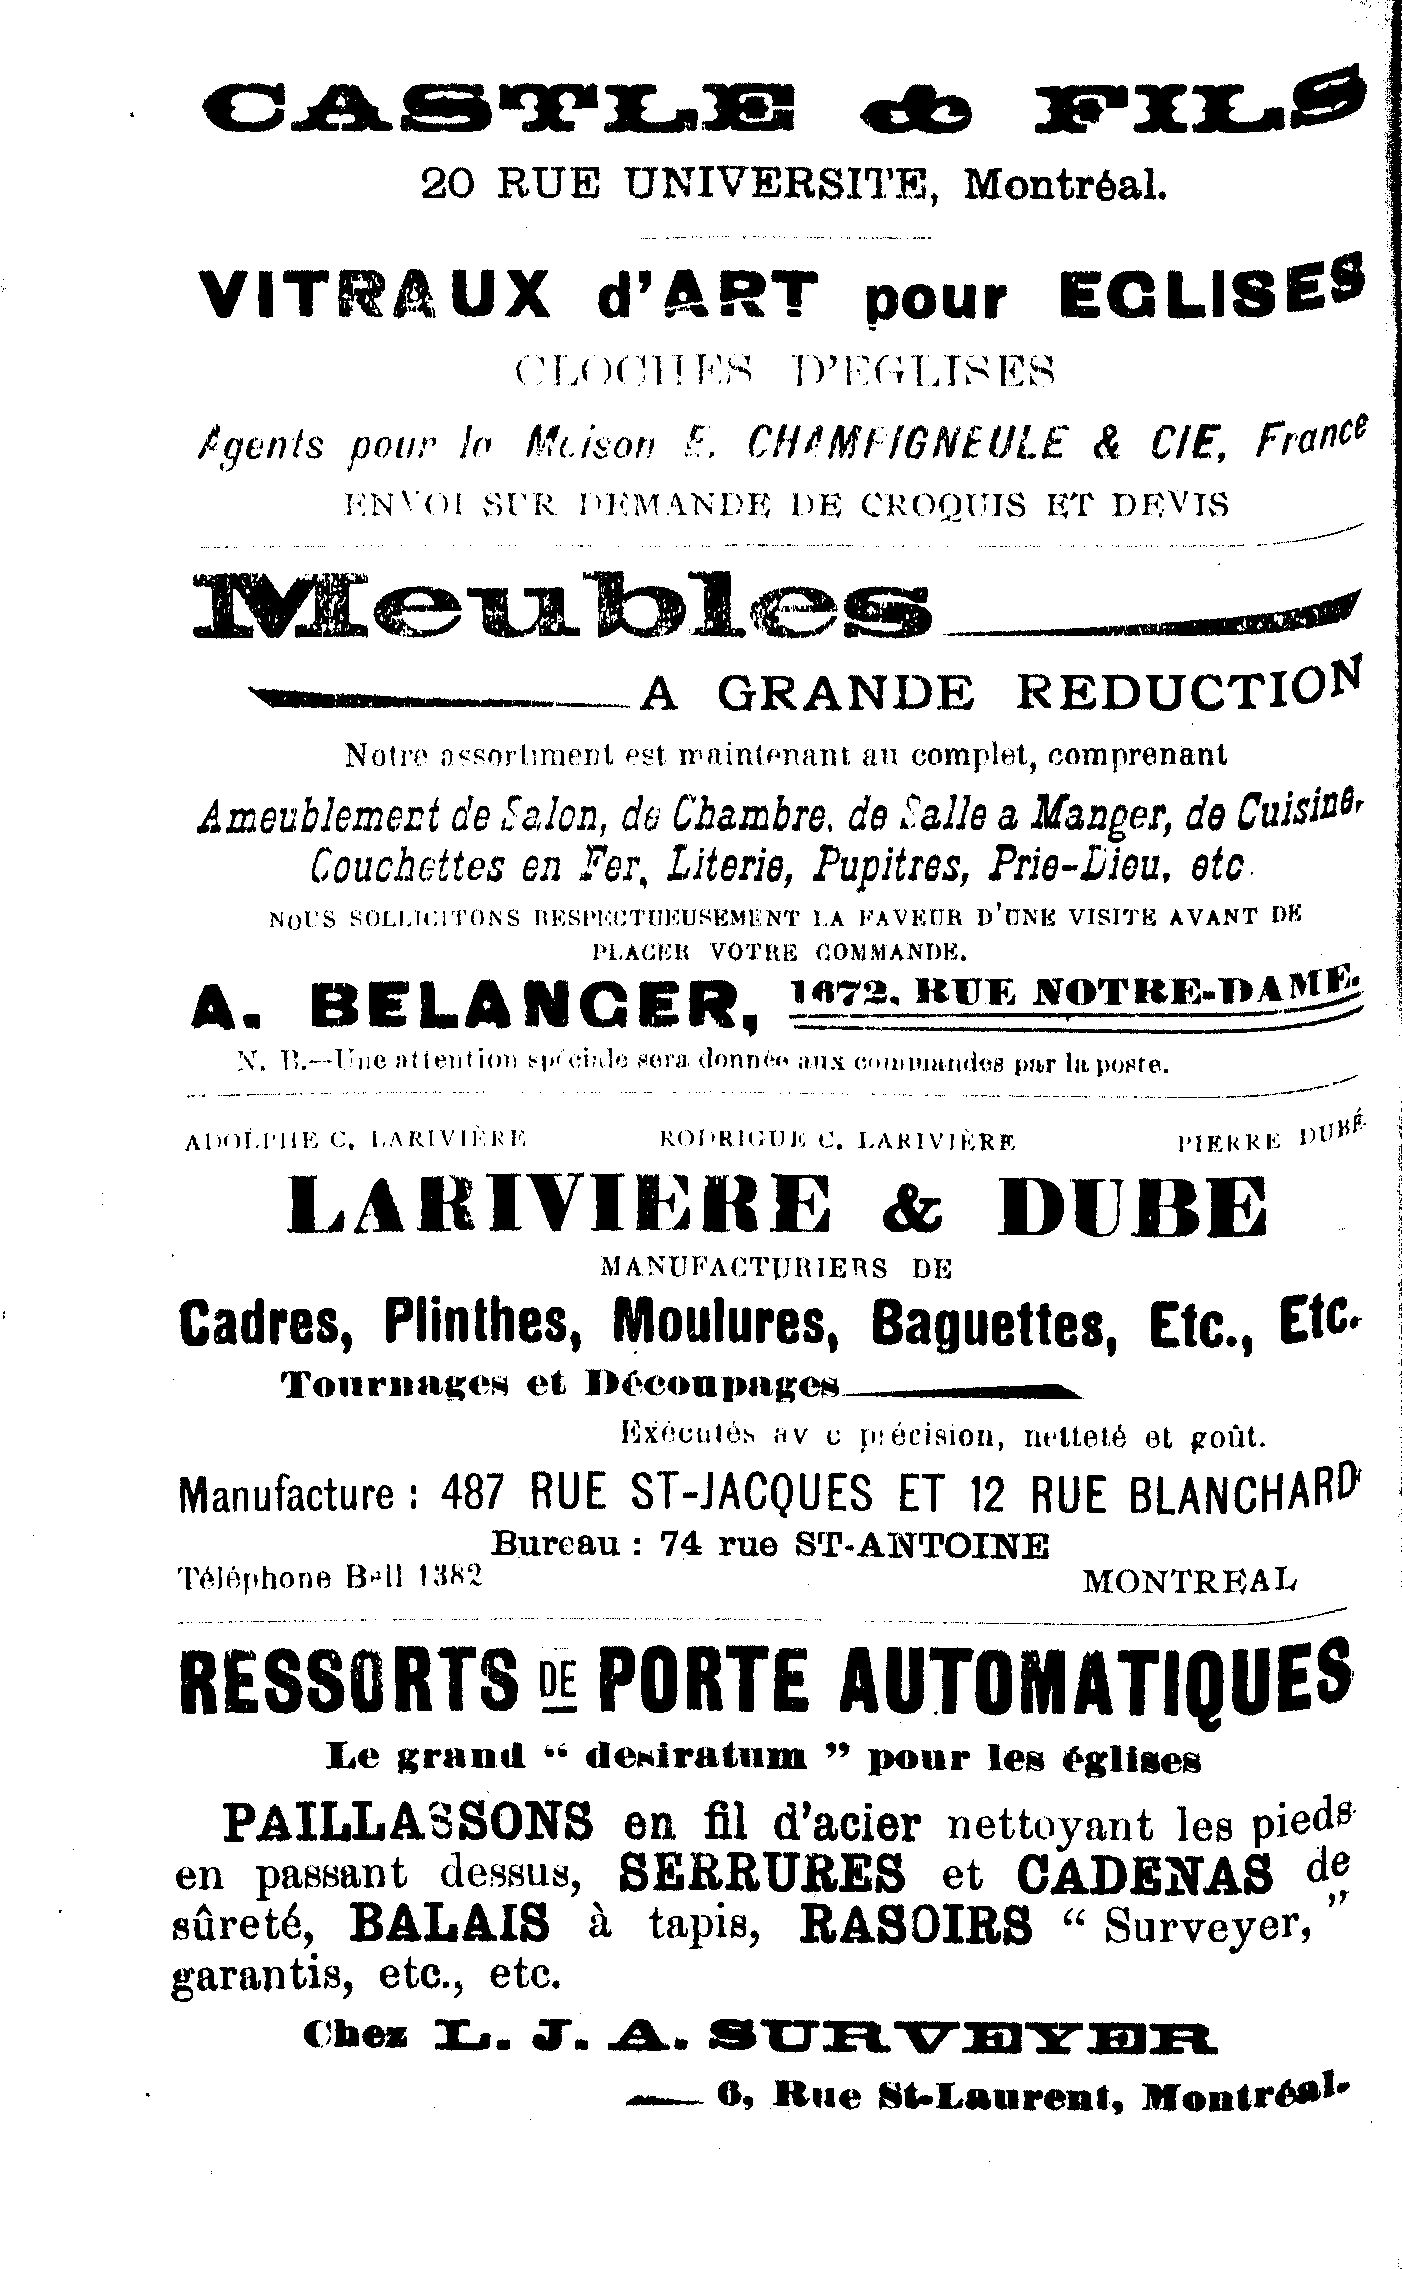 CASTLE & FILS
20 RUE UNIVERSITE, Montréal.
VITRAUX d'ART pour EGLISES
CLOCHES D'EGLISES
Agents pour la Maison E. CHAMPIGNEULE & CIE, France
ENVOI SUR DEMANDE DE CROQUIS ET DEVIS
Meubles
A GRANDE REDUCTION
Notre assortiment est maintenant au complet, comprenant
Ameublement de Salon, de Chambre, de Salle a Manger, de Cuisine,
Couchettes en Fer, Literie, Pupitres, Prie-Dieu, etc.
NOUS SOLLICITONS RESPECTUEUSEMENT LA FAVEUR D'UNE VISITE AVANT DE
PLACER VOTRE COMMANDE.
A. BELANGER, 1672, RUE NOTRE-DAME.
N. B.—Une attention spéciale sera donnée aux commandes par la poste.
ADOLPHE C. LARIVIÈRE RODRIGUE C. LARIVIÈRE PIERRE DUBÉ
LARIVIERE & DUBE
MANUFACTURIERS DE
Cadres, Plinthes, Moulures, Baguettes, Etc., Etc.
Tournages et Découpages
Exécutés av c précision, netteté et goût.
Manufacture : 487 RUE ST-JACQUES ET 12 RUE BLANCHARD
Bureau : 74 rue ST-ANTOINE
Téléphone Bell 1382 MONTREAL
RESSORTS DE PORTE AUTOMATIQUES
Le grand “ desiratum ” pour les églises
PAILLASSONS en fil d'acier nettoyant les pieds
en passant dessus, SERRURES et CADENAS de
sûreté, BALAIS à tapis, RASOIRS “ Surveyer, ”
garantis, etc., etc.
Chez L. J. A. SURVEYER
6, Rue St-Laurent, Montréal.